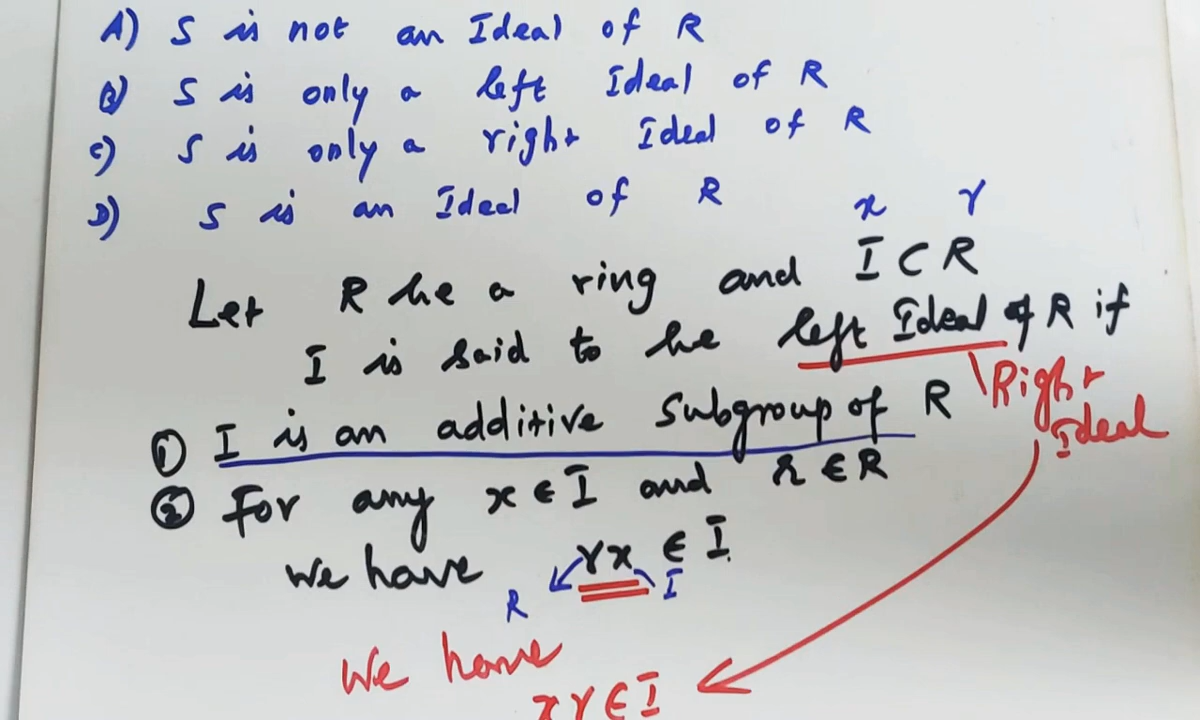 A) S is not an Ideal of R
B) S is only a left Ideal of R
C) S is only a right Ideal of R
D) S is an Ideal of R
x r
Let R be a ring and I ⊂ R
I is said to be left Ideal of R if
Right Ideal
① I is an additive Subgroup of R
② For any x ∈ I and r ∈ R
We have rx ∈ I
R I
We have
xr ∈ I